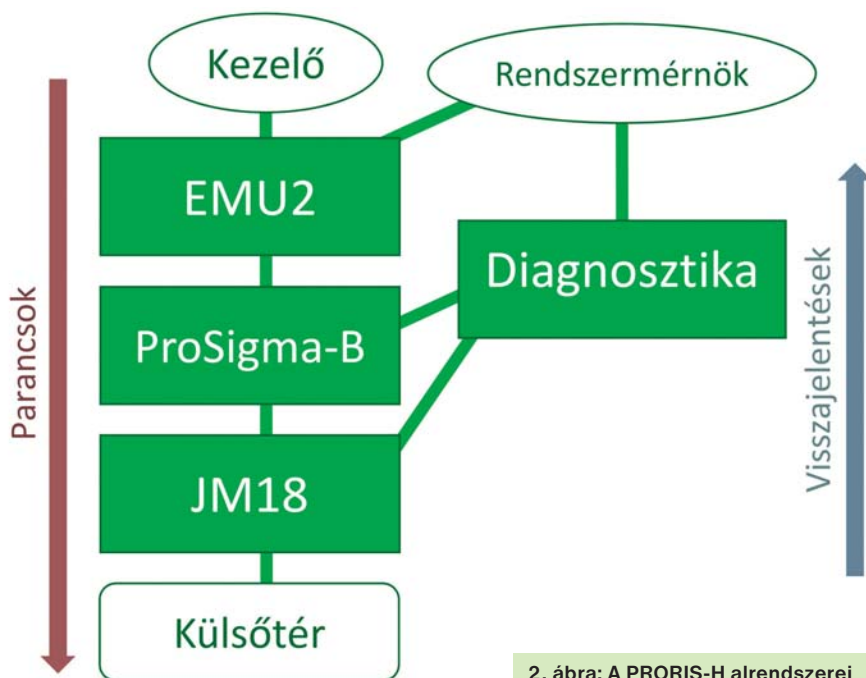 Kezelő
Rendszermérnök
EMU2
Diagnosztika
ProSigma-B
JM18
Külsőtér
Parancsok
Visszajelentések
2. ábra: A PRORIS-H alrendszerei